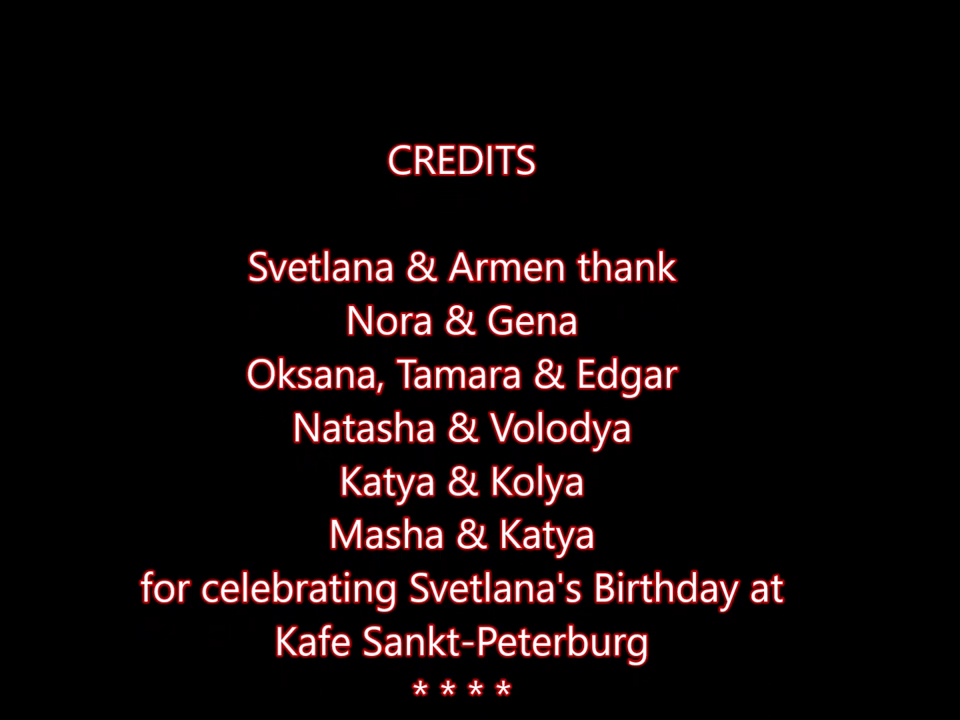 CREDITS
Svetlana & Armen thank
Nora & Gena
Oksana, Tamara & Edgar
Natasha & Volodya
Katya & Kolya
Masha & Katya
for celebrating Svetlana's Birthday at
Kafe Sankt-Peterburg
* * * *